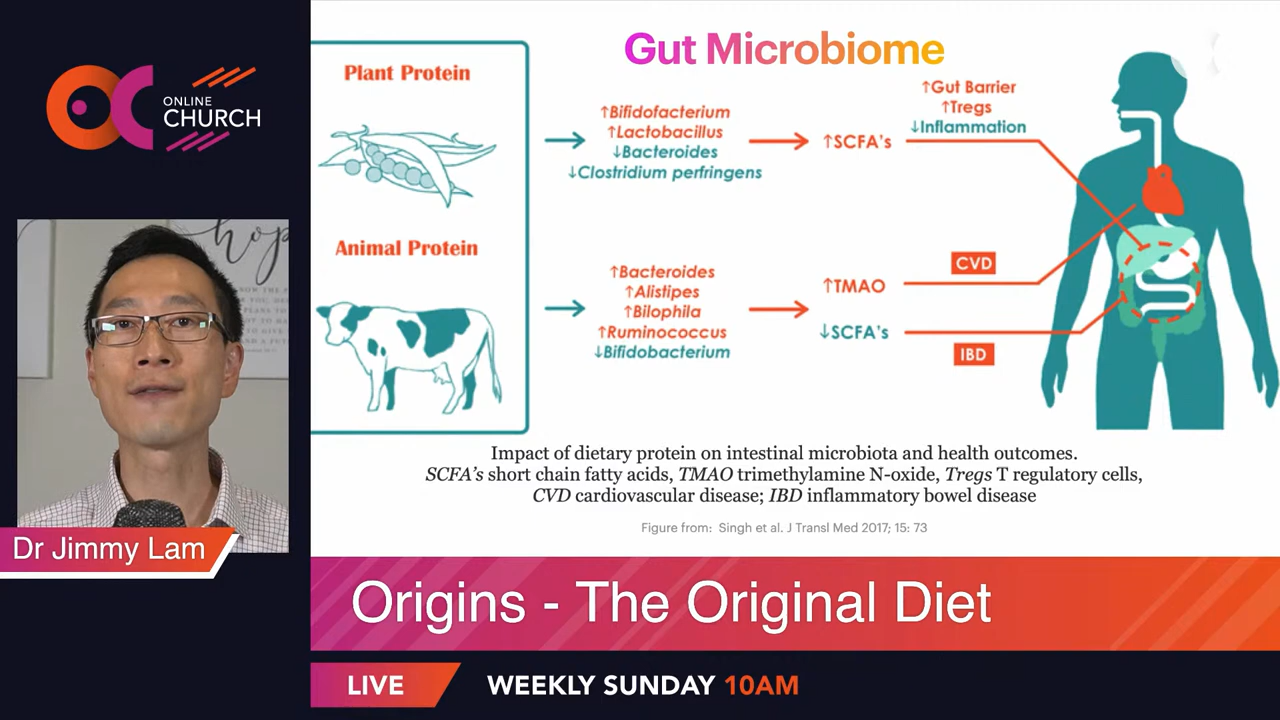 ONLINE
CHURCH
hope
Dr Jimmy Lam
Gut Microbiome
Plant Protein
↑Bifidofacterium
↑Lactobacillus
↓Bacteroides
↓Clostridium perfringens
↑SCFA's
↑Gut Barrier
↑Tregs
↓Inflammation
Animal Protein
↑Bacteroides
↑Alistipes
↑Bilophila
↑Ruminococcus
↓Bifidobacterium
↑TMAO
↓SCFA's
CVD
IBD
Impact of dietary protein on intestinal microbiota and health outcomes.
SCFA's short chain fatty acids, TMAO trimethylamine N-oxide, Tregs T regulatory cells,
CVD cardiovascular disease; IBD inflammatory bowel disease
Figure from: Singh et al. J Transl Med 2017; 15: 73
Origins - The Original Diet
LIVE
WEEKLY SUNDAY 10AM